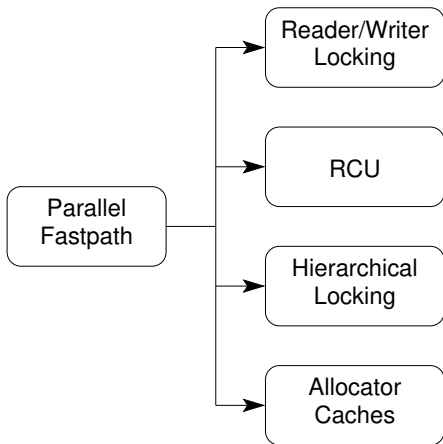 Reader/Writer
Locking
RCU
Parallel
Fastpath
Hierarchical
Locking
Allocator
Caches